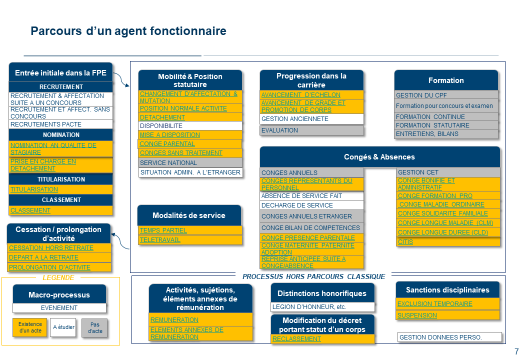 Parcours d'un agent fonctionnaire
Entrée initiale dans la FPE
RECRUTEMENT
RECRUTEMENT & AFFECTATION
SUITE A UN CONCOURS
RECRUTEMENT ET AFFECT. SANS
CONCOURS
RECRUTEMENTS PACTE
NOMINATION
NOMINATION AN QUALITE DE
STAGIAIRE
PRISE EN CHARGE EN
DETACHEMENT
TITULARISATION
TITULARISATION
CLASSEMENT
CLASSEMENT
Cessation / prolongation
d'activité
CESSATION HORS RETRAITE
DEPART A LA RETRAITE
PROLONGATION D'ACTIVITE
LEGENDE
Macro-processus
EVENEMENT
Existence
d'un acte
A étudier
Pas
d'acte
Mobilité & Position
statutaire
CHANGEMENT D'AFFECTATION &
MUTATION
POSITION NORMALE ACTIVITE
DETACHEMENT
DISPONIBILITE
MISE A DISPOSITION
CONGE PARENTAL
CONGES SANS TRAITEMENT
SERVICE NATIONAL
SITUATION ADMIN. A L'ETRANGER
Modalités de service
TEMPS PARTIEL
TELETRAVAIL
Progression dans la
carrière
AVANCEMENT D'ECHELON
AVANCEMENT DE GRADE ET
PROMOTION DE CORPS
GESTION ANCIENNETE
EVALUATION
Formation
GESTION DU CPF
Formation pour concours et examen
FORMATION CONTINUE
FORMATION STATUTAIRE
ENTRETIENS, BILANS
Congés & Absences
CONGES ANNUELS
CONGES REPRESENTANTS DU
PERSONNEL
ABSENCE DE SERVICE FAIT
DECHARGE DE SERVICE
CONGES ANNUELS ETRANGER
CONGE BILAN DE COMPETENCES
CONGE PRESENCE PARENTALE
CONGE MATERNITE PATERNITE
ADOPTION
REPRISE ANTICIPEE SUITE A
CONGE/ABSENCE
GESTION CET
CONGE BONIFIE ET
ADMINISTRATIF
CONGE FORMATION PRO
CONGE MALADIE ORDINAIRE
CONGE SOLIDARITE FAMILIALE
CONGE LONGUE MALADIE (CLM)
CONGE LONGUE DUREE (CLD)
CITIS
PROCESSUS HORS PARCOURS CLASSIQUE
Activités, sujétions,
éléments annexes de
rémunération
REMUNERATION
ELEMENTS ANNEXES DE
REMUNERATION
Distinctions honorifiques
LEGION D'HONNEUR, etc.
Modification du décret
portant statut d'un corps
RECLASSEMENT
Sanctions disciplinaires
EXCLUSION TEMPORAIRE
SUSPENSION
GESTION DONNEES PERSO.
7